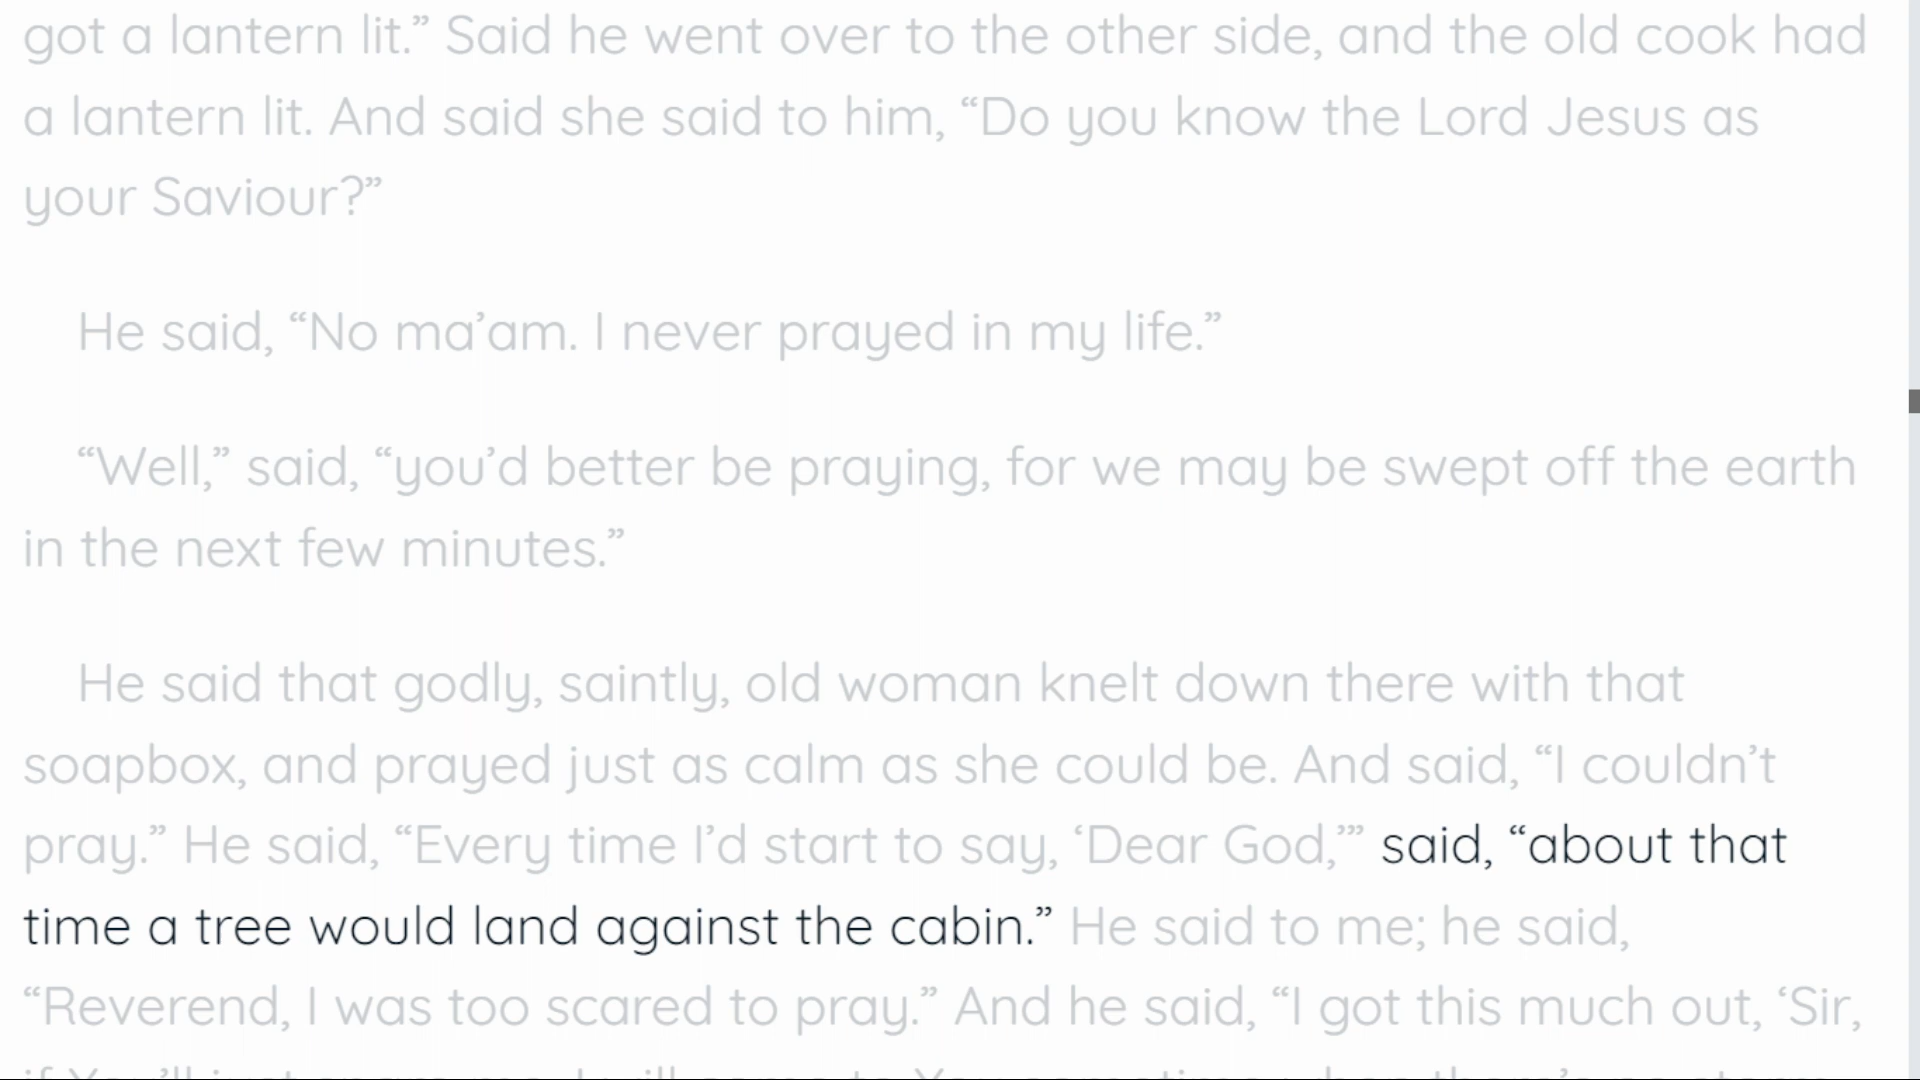 got a lantern lit.” Said he went over to the other side, and the old cook had
a lantern lit. And said she said to him, “Do you know the Lord Jesus as
your Saviour?”
He said, “No ma’am. I never prayed in my life.”
“Well,” said, “you’d better be praying, for we may be swept off the earth
in the next few minutes.”
He said that godly, saintly, old woman knelt down there with that
soapbox, and prayed just as calm as she could be. And said, “I couldn’t
pray.” He said, “Every time I’d start to say, ‘Dear God,’” said, “about that
time a tree would land against the cabin.” He said to me; he said,
“Reverend, I was too scared to pray.” And he said, “I got this much out, ‘Sir,